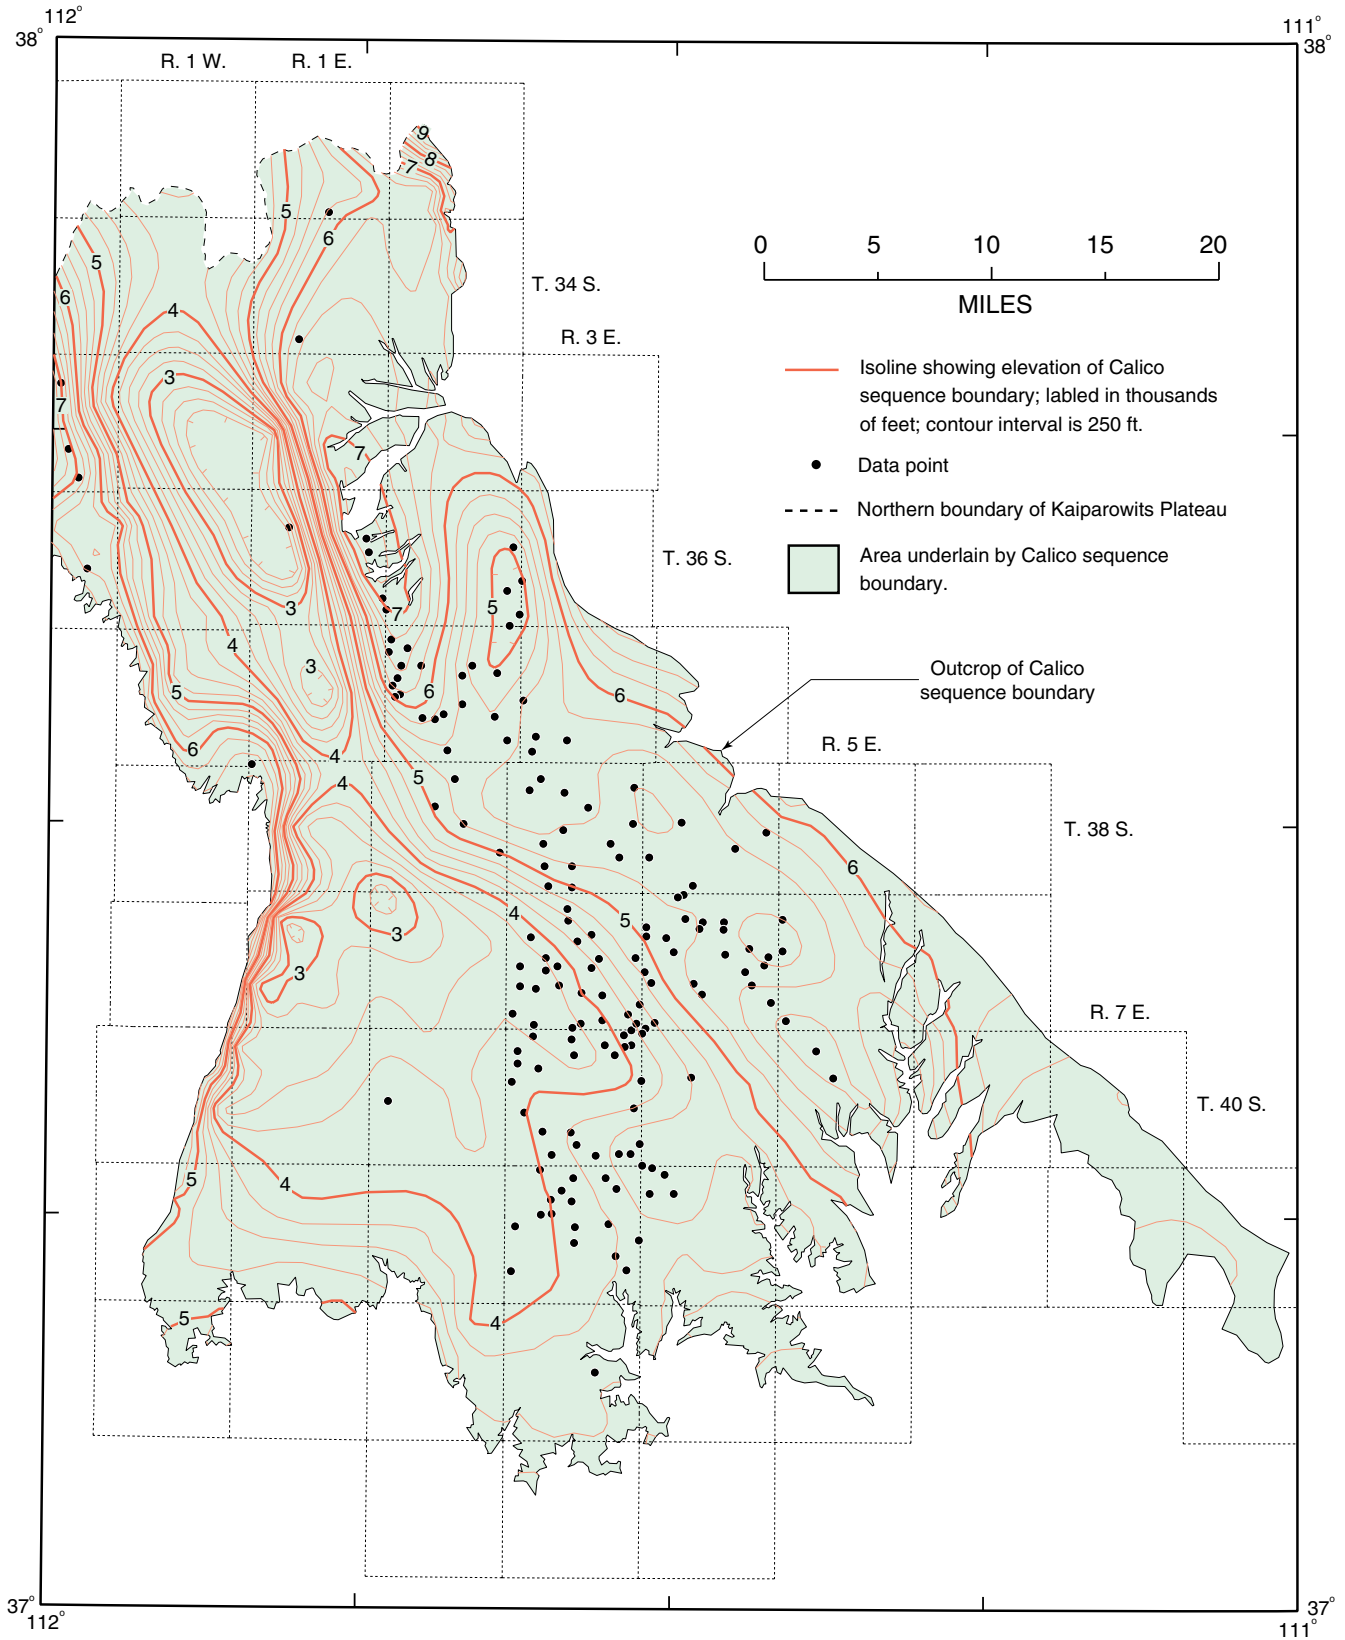 112°
111°
38°
38°
R. 1 W.
R. 1 E.
9
8
7
5
6
0 5 10 15 20
MILES
5
6
T. 34 S.
4
R. 3 E.
Isoline showing elevation of Calico
sequence boundary; labled in thousands
of feet; contour interval is 250 ft.
3
7
7
Data point
Northern boundary of Kaiparowits Plateau
T. 36 S.
Area underlain by Calico sequence
boundary.
3
5
7
4
3
Outcrop of Calico
sequence boundary
5
6
6
6
4
R. 5 E.
4
5
T. 38 S.
6
4
5
3
3
R. 7 E.
T. 40 S.
5
4
5
4
37°
37°
112°
111°